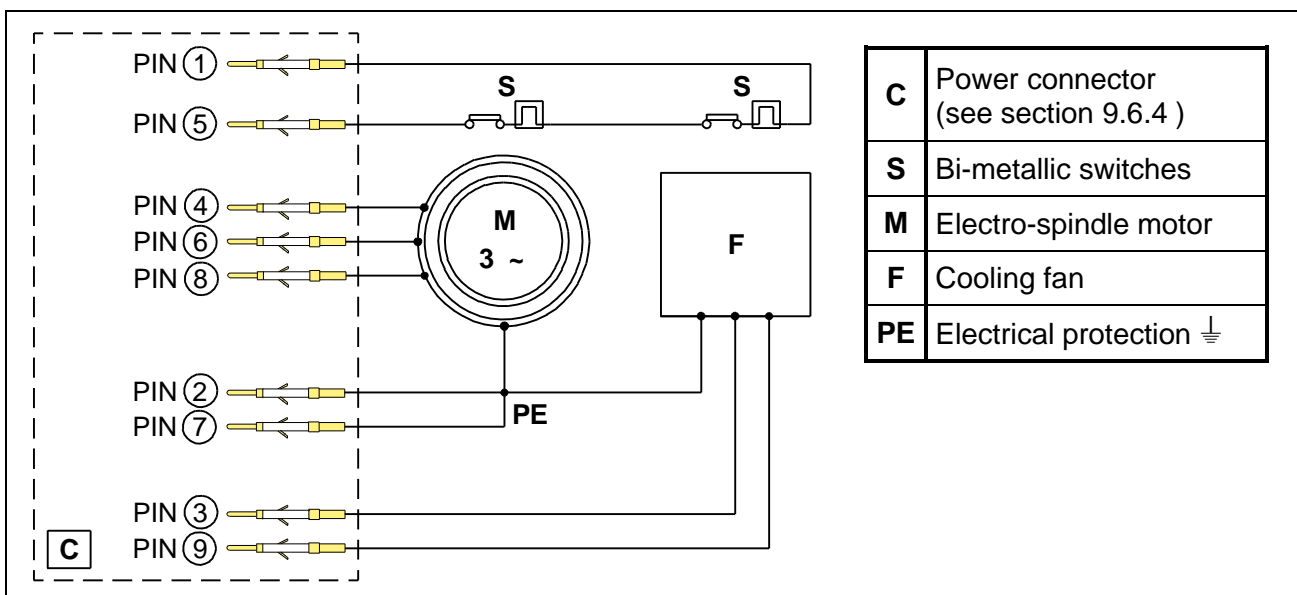 PIN 1
S
S
PIN 5
PIN 4
M
3 ~
F
PIN 6
PIN 8
PIN 2
PE
PIN 7
PIN 3
PIN 9
C
C Power connector
(see section 9.6.4 )
S Bi-metallic switches
M Electro-spindle motor
F Cooling fan
PE Electrical protection ⏚